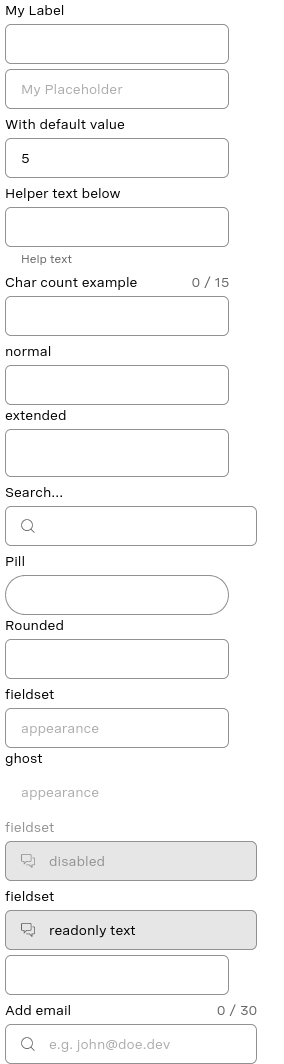 My Label
My Placeholder
With default value
5
Helper text below
Help text
Char count example 0 / 15
normal
extended
Search...
Pill
Rounded
fieldset
appearance
ghost
appearance
fieldset
disabled
fieldset
readonly text
Add email 0 / 30
e.g. john@doe.dev